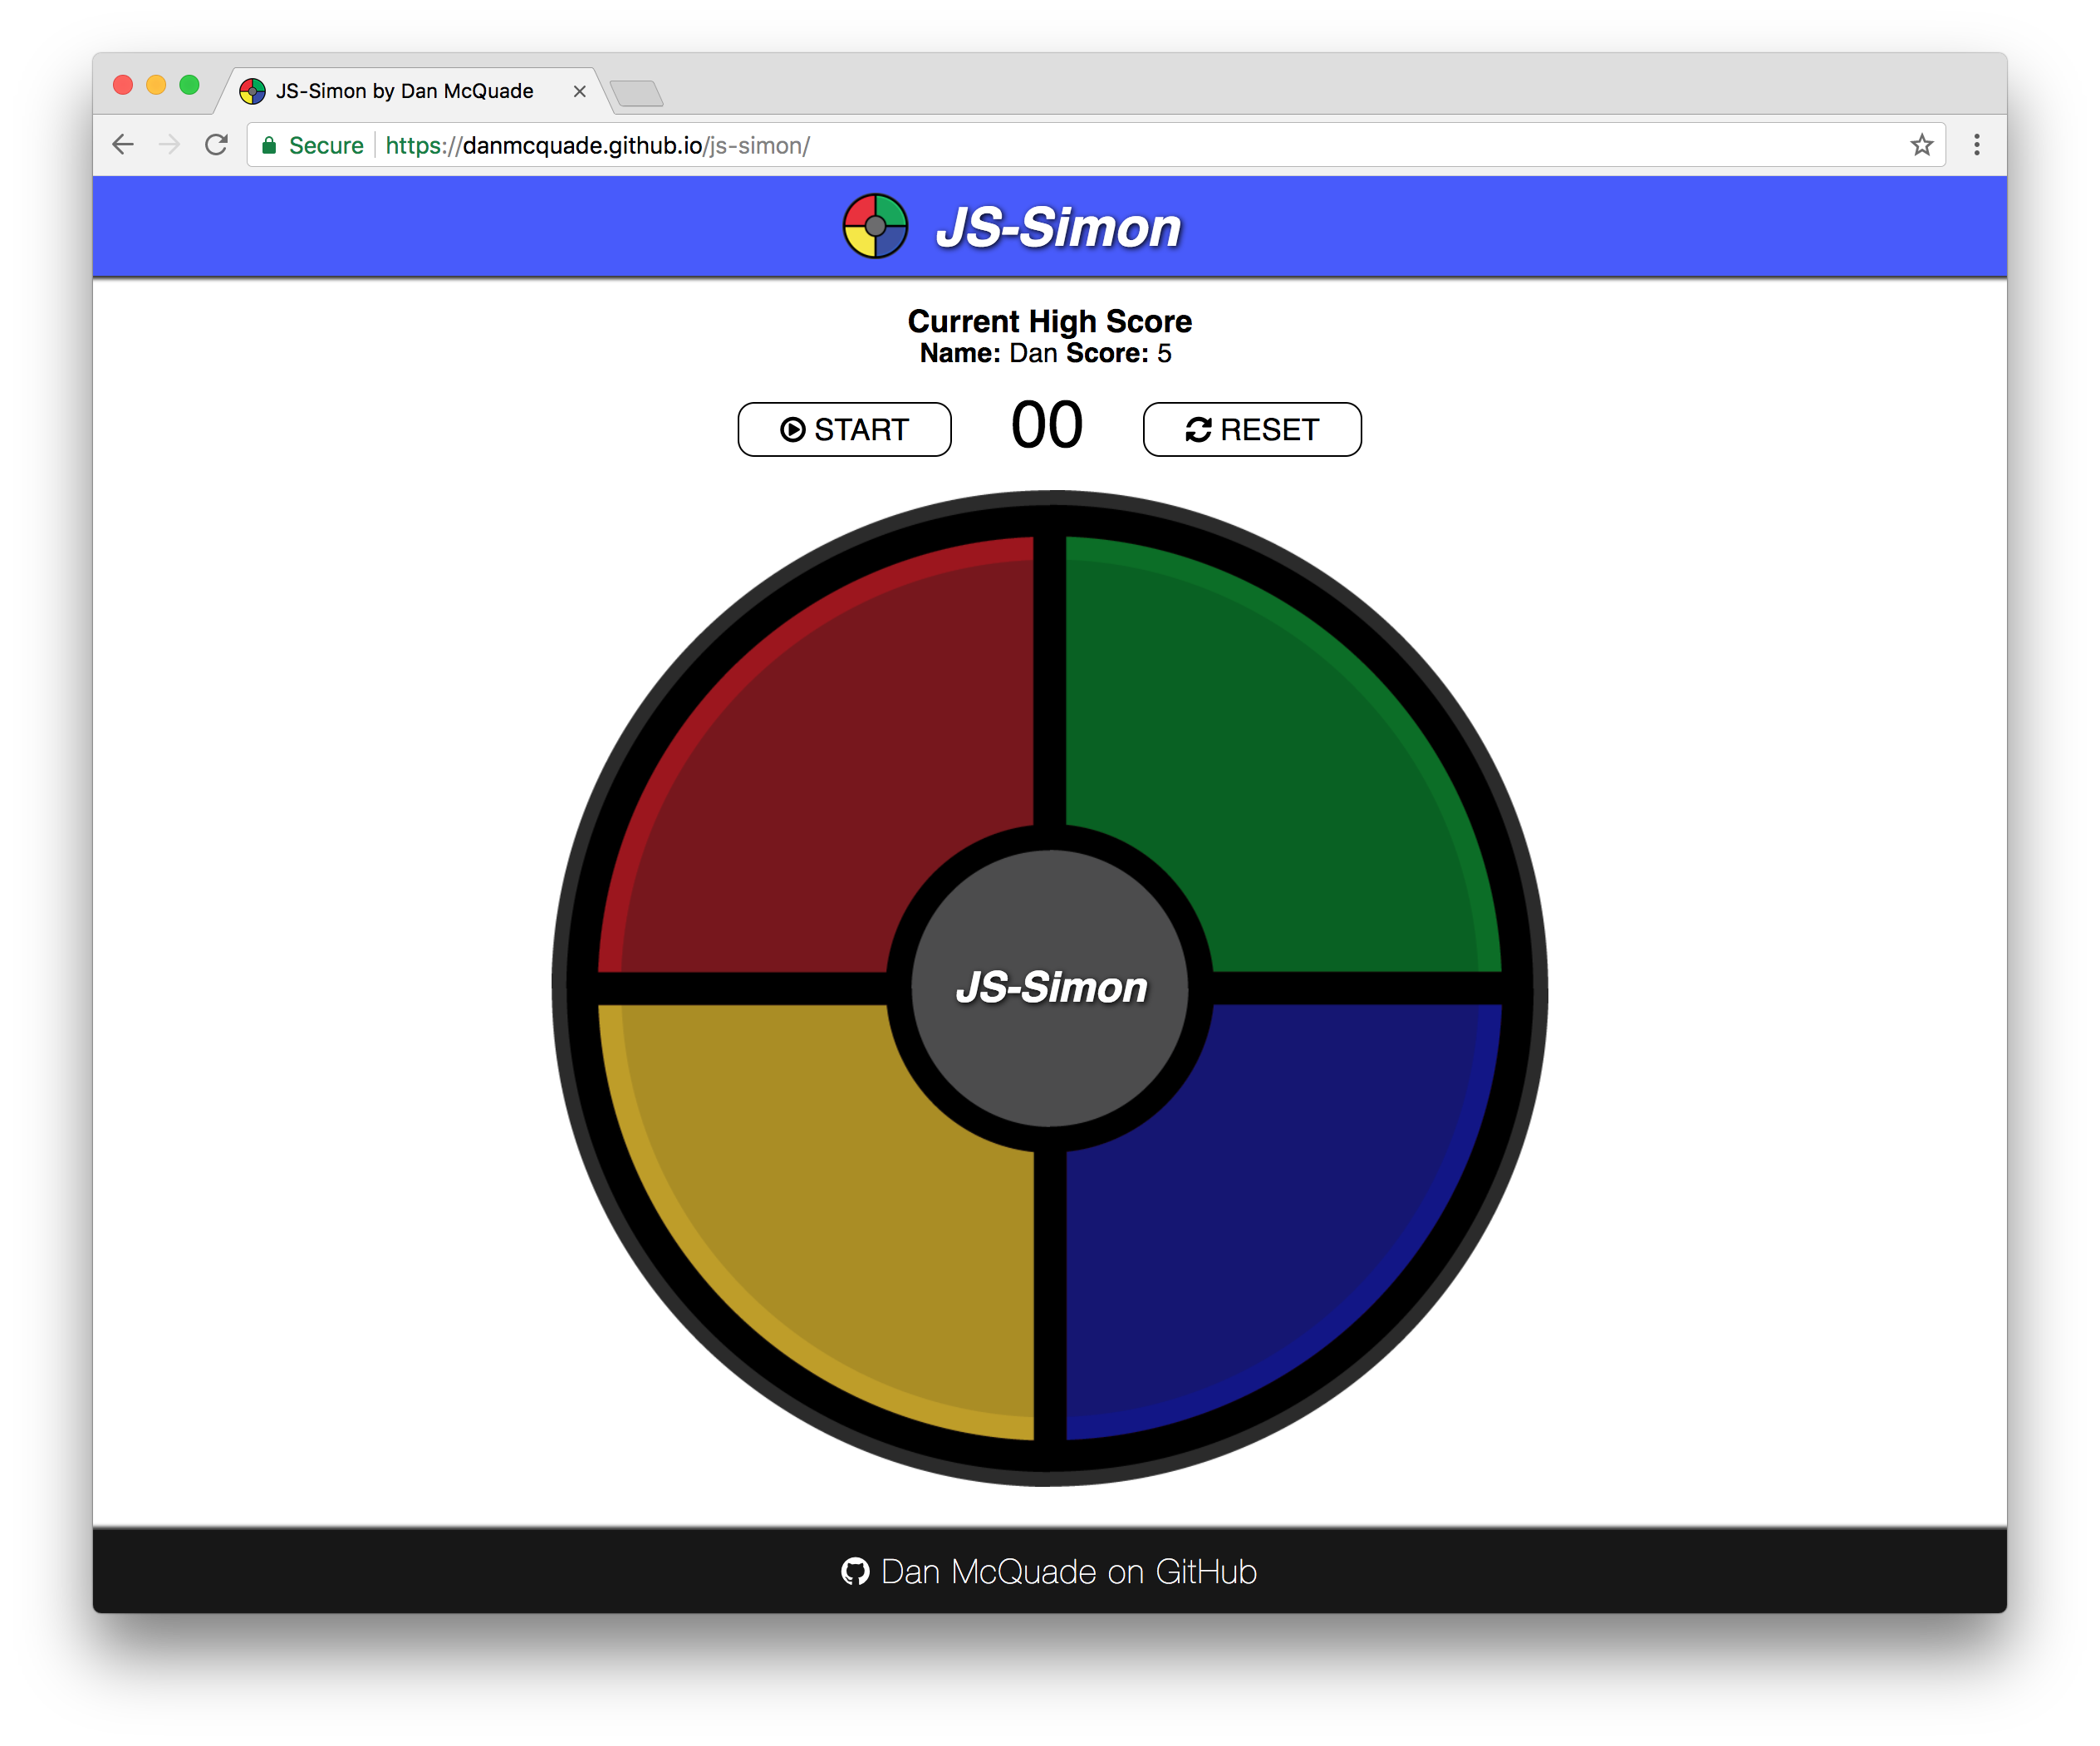 JS-Simon by Dan McQuade
Secure https://danmcquade.github.io/js-simon/
JS-Simon
Current High Score
Name: Dan Score: 5
START 00 RESET
JS-Simon
Dan McQuade on GitHub